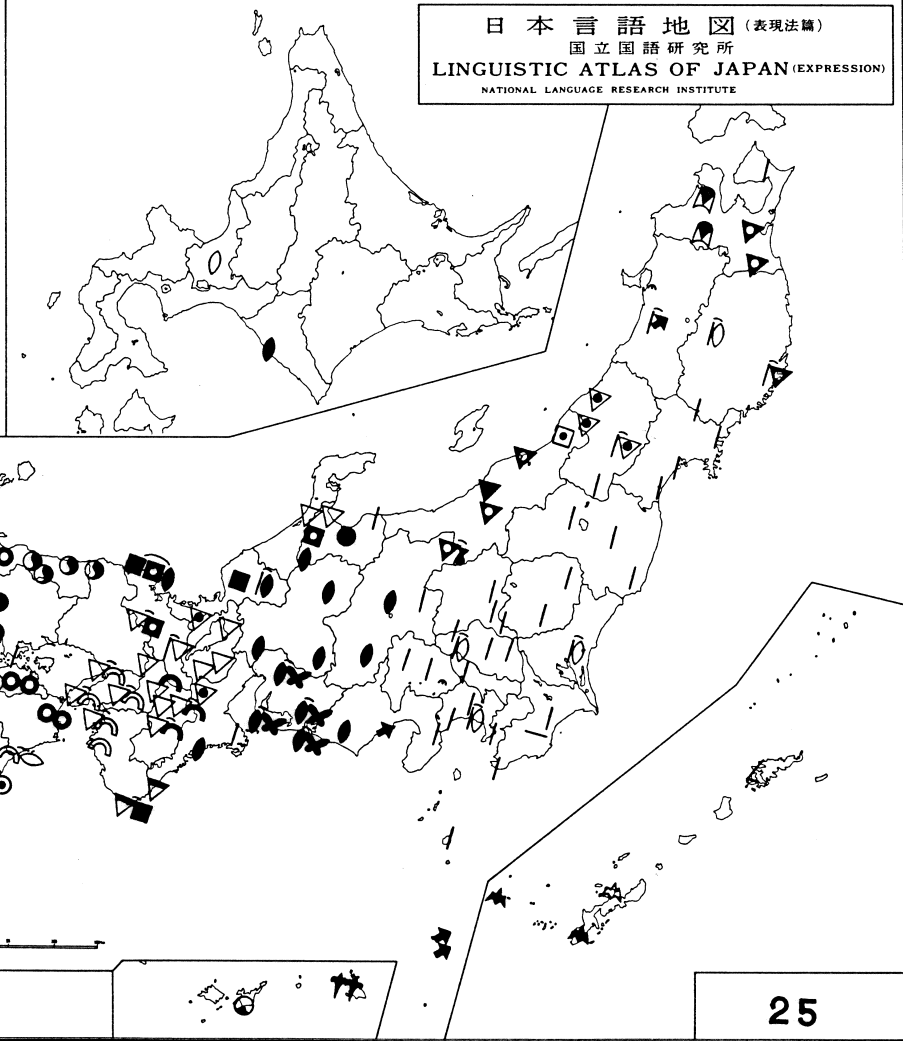 日本言語地図(表現法篇)
国立国語研究所
LINGUISTIC ATLAS OF JAPAN (EXPRESSION)
NATIONAL LANGUAGE RESEARCH INSTITUTE
25